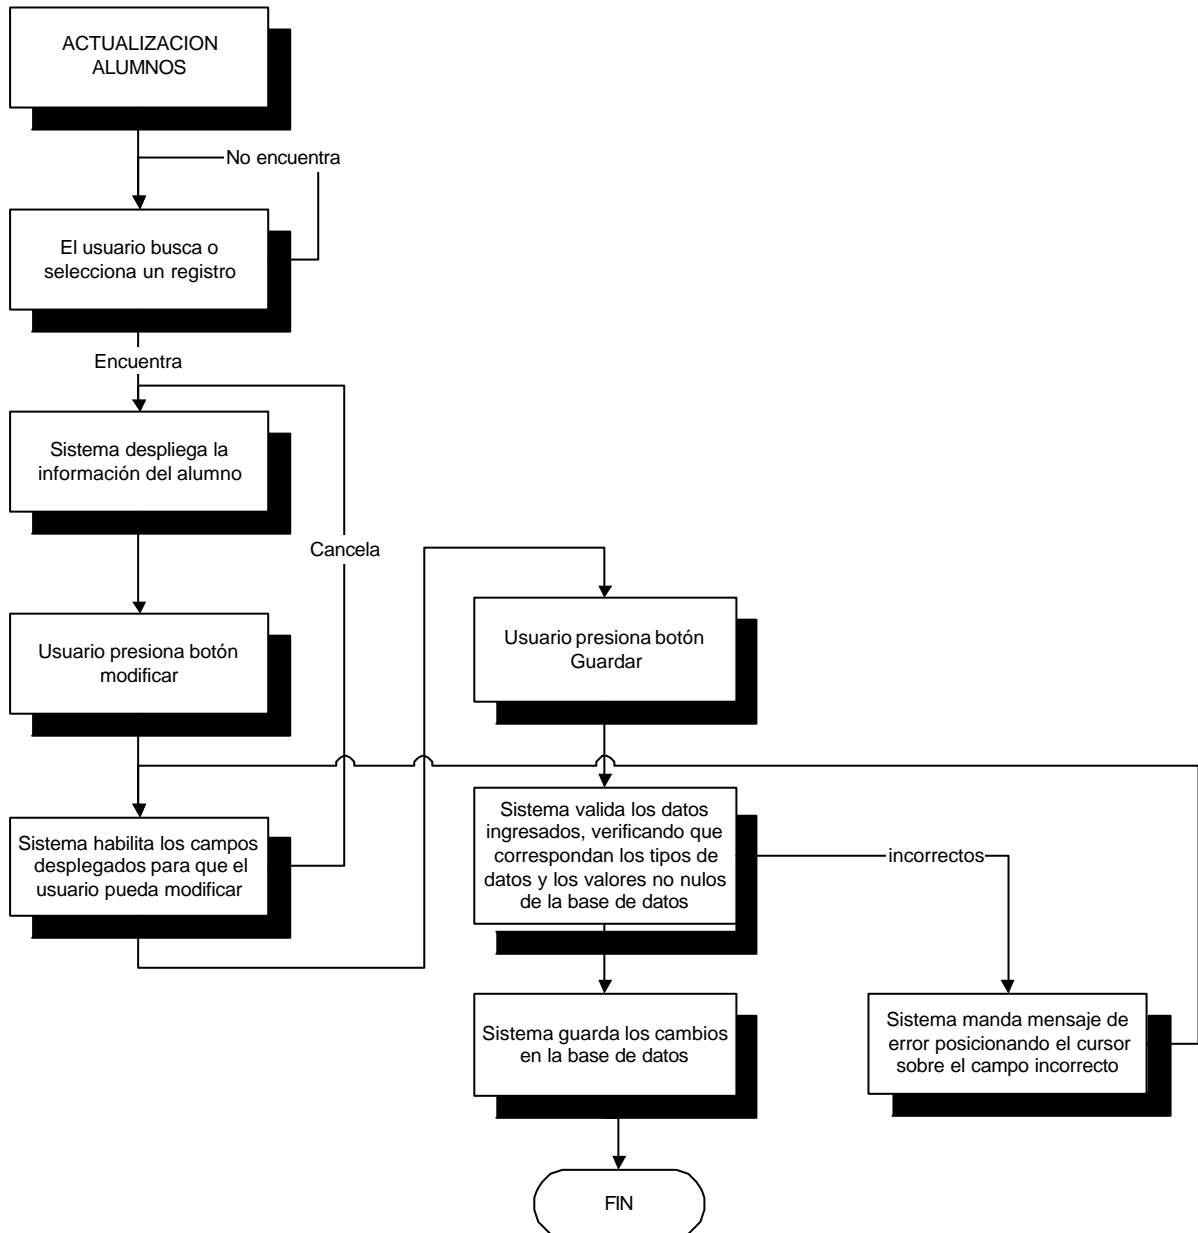 ACTUALIZACION
ALUMNOS
No encuentra
El usuario busca o
selecciona un registro
Encuentra
Sistema despliega la
información del alumno
Cancela
Usuario presiona botón
modificar
Usuario presiona botón
Guardar
Sistema habilita los campos
desplegados para que el
usuario pueda modificar
Sistema valida los datos
ingresados, verificando que
correspondan los tipos de
datos y los valores no nulos
de la base de datos
incorrectos
Sistema guarda los cambios
en la base de datos
Sistema manda mensaje de
error posicionando el cursor
sobre el campo incorrecto
FIN